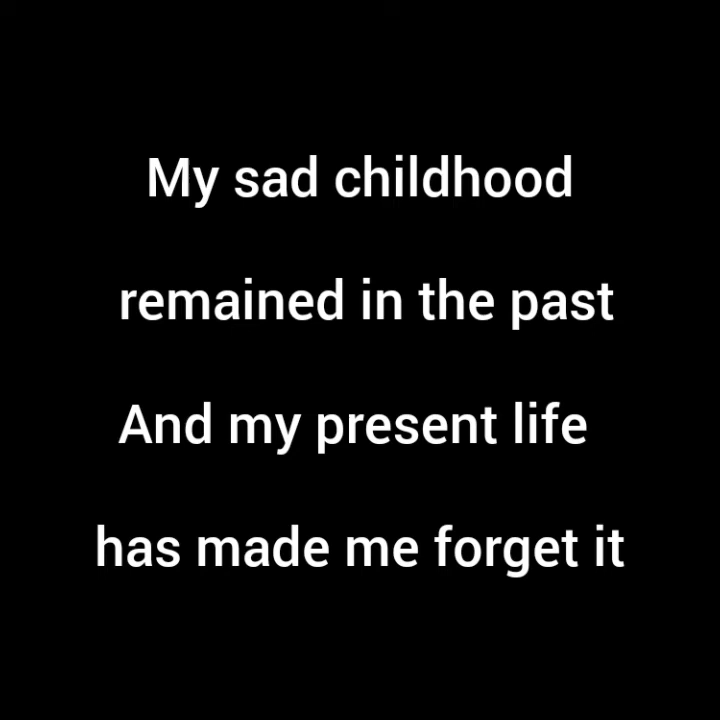 My sad childhood
remained in the past
And my present life
has made me forget it